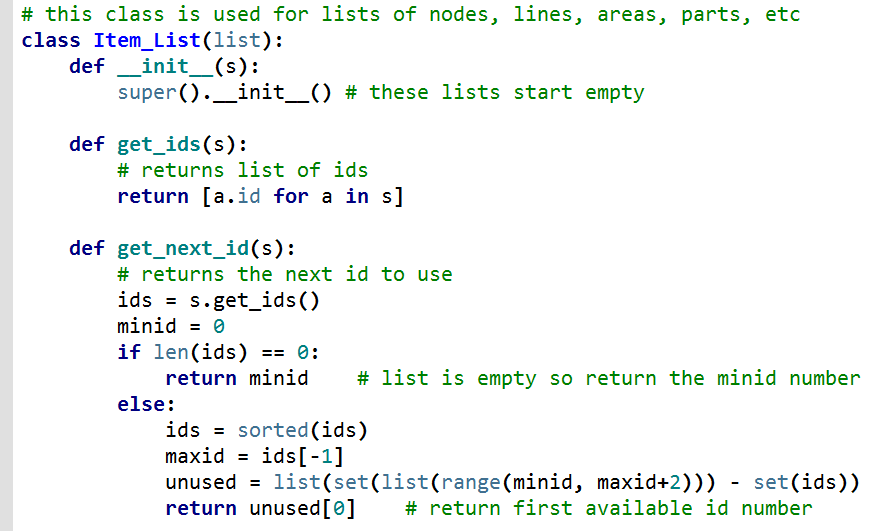 # this class is used for lists of nodes, lines, areas, parts, etc
class Item_List(list):
    def __init__(s):
        super().__init__() # these lists start empty

    def get_ids(s):
        # returns list of ids
        return [a.id for a in s]

    def get_next_id(s):
        # returns the next id to use
        ids = s.get_ids()
        minid = 0
        if len(ids) == 0:
            return minid    # list is empty so return the minid number
        else:
            ids = sorted(ids)
            maxid = ids[-1]
            unused = list(set(list(range(minid, maxid+2))) - set(ids))
            return unused[0]    # return first available id number